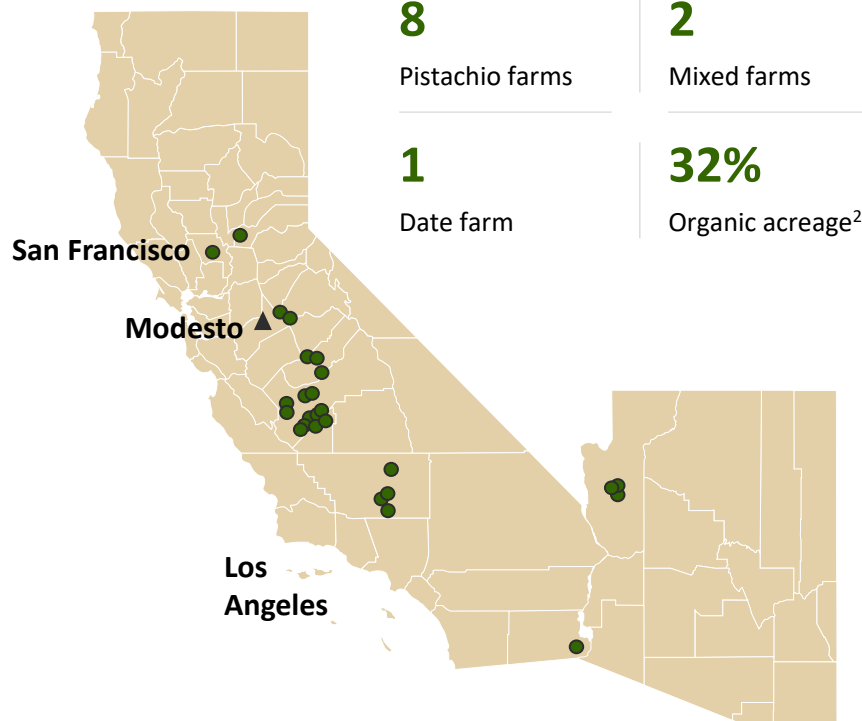 8
Pistachio farms
2
Mixed farms
1
Date farm
32%
Organic acreage2
San Francisco
Modesto
Los
Angeles